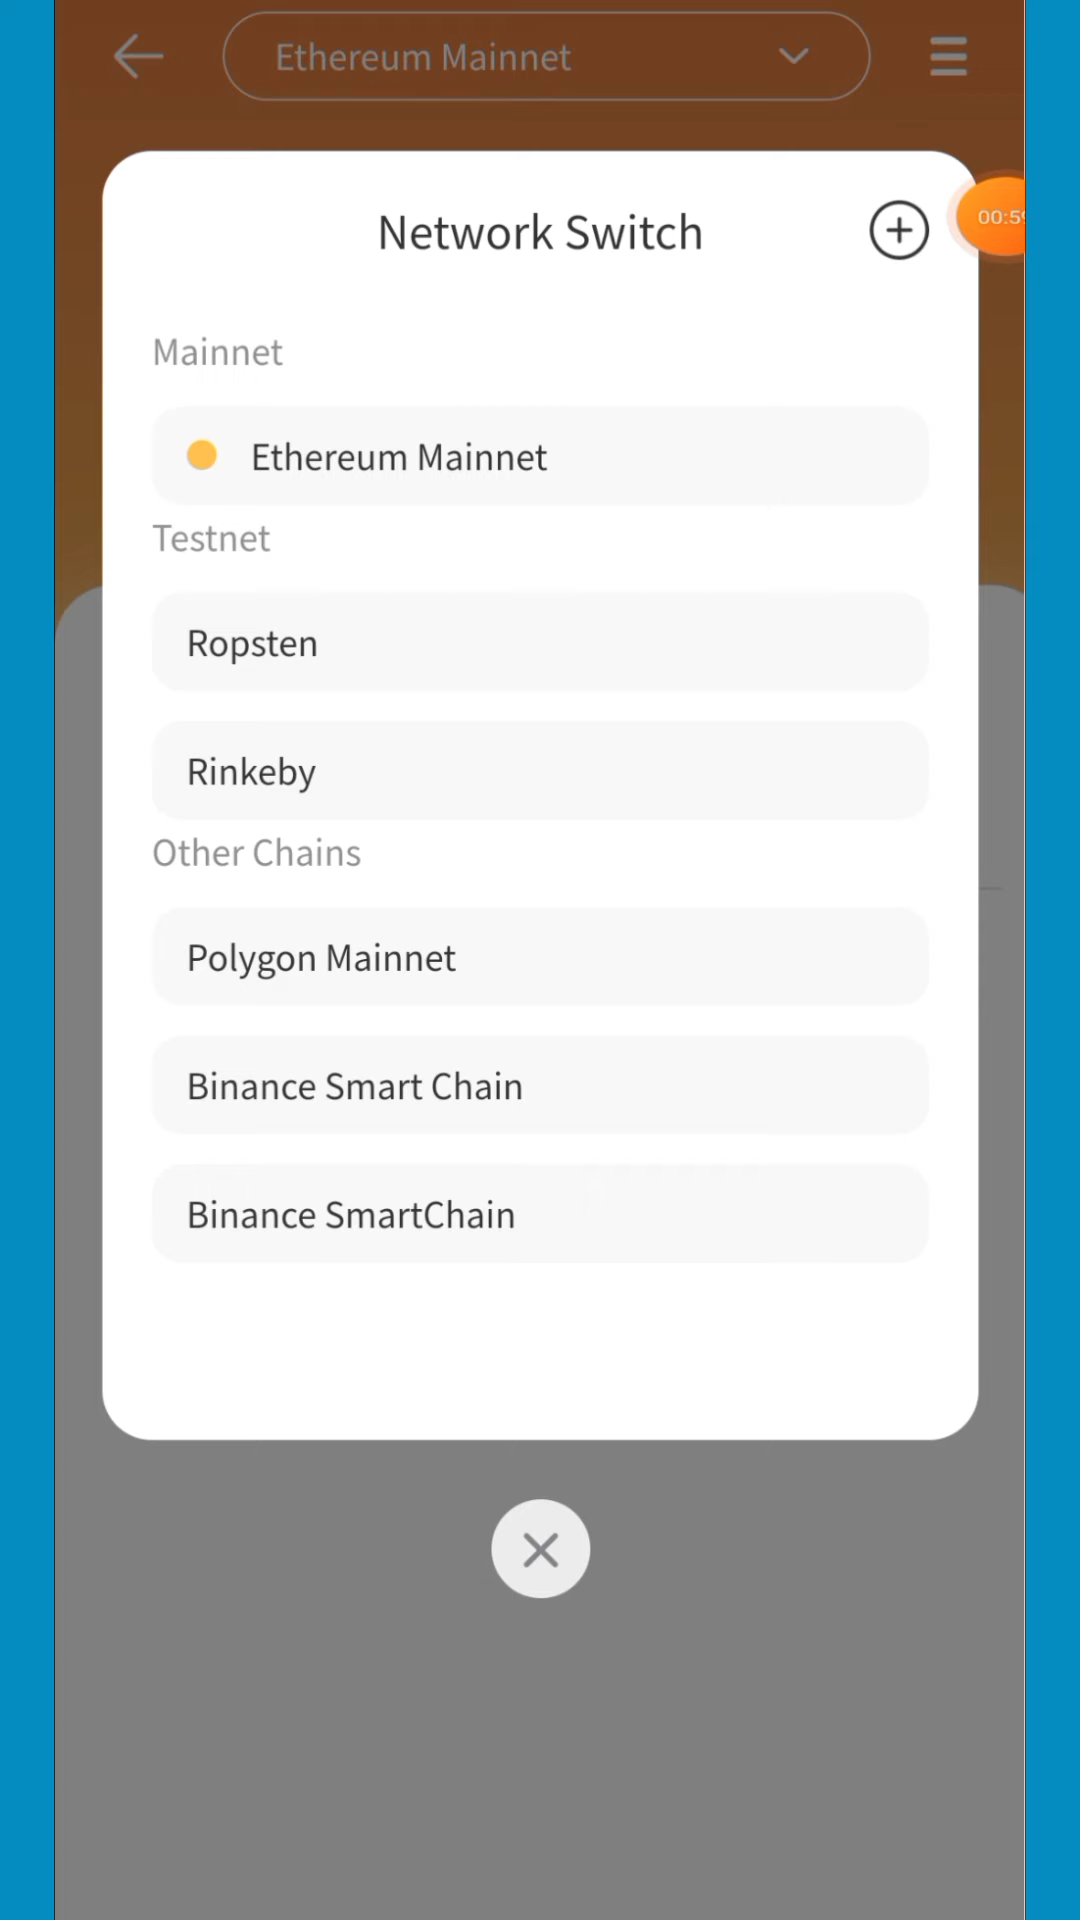 Ethereum Mainnet
Network Switch
00:5
Mainnet
Ethereum Mainnet
Testnet
Ropsten
Rinkeby
Other Chains
Polygon Mainnet
Binance Smart Chain
Binance SmartChain